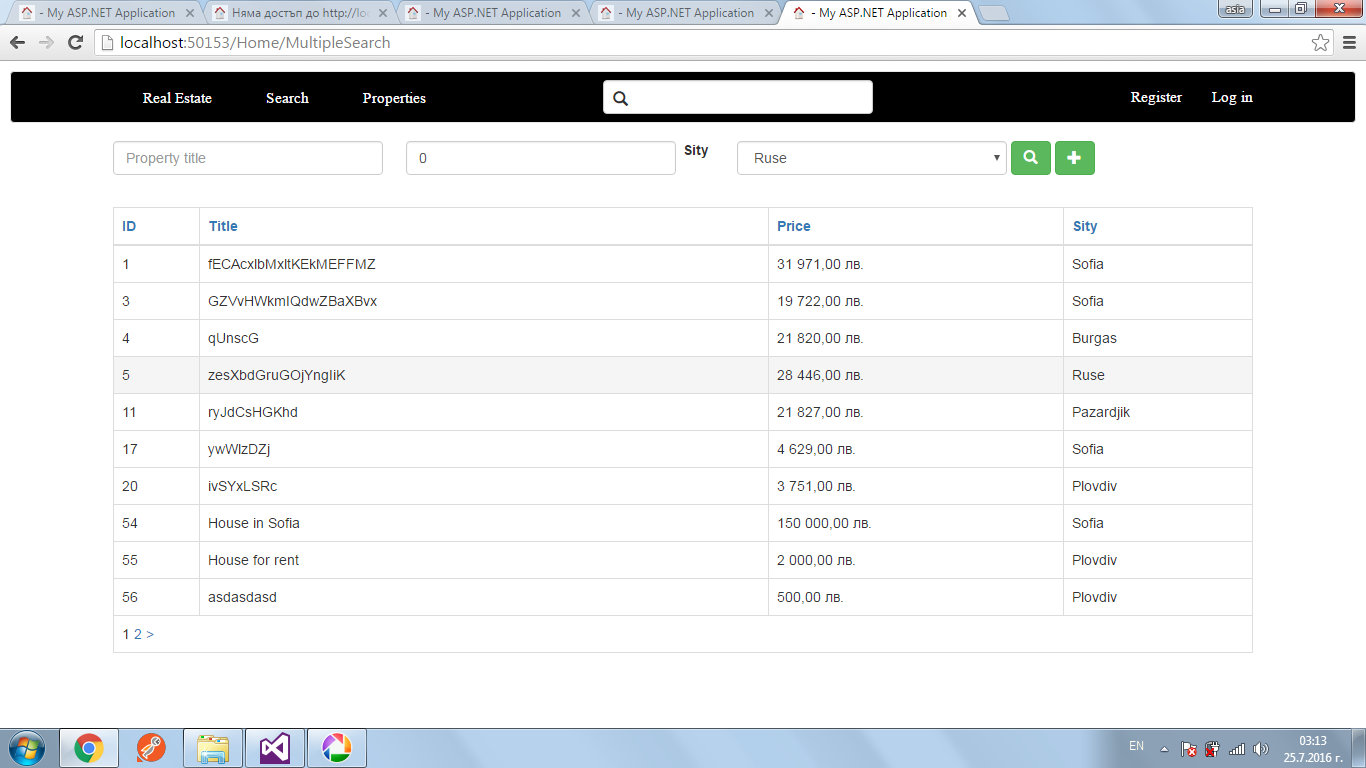 - My ASP.NET Application
Няма достъп до http://loc
- My ASP.NET Application
- My ASP.NET Application
- My ASP.NET Application
asia
localhost:50153/Home/MultipleSearch
Real Estate Search Properties Register Log in
Property title 0 Sity Ruse
ID Title Price Sity
1 fECAcxIbMxItKEkMEFFMZ 31 971,00 лв. Sofia
3 GZVvHWkmIQdwZBaXBvx 19 722,00 лв. Sofia
4 qUnscG 21 820,00 лв. Burgas
5 zesXbdGruGOjYngIiK 28 446,00 лв. Ruse
11 ryJdCsHGKhd 21 827,00 лв. Pazardjik
17 ywWIzDZj 4 629,00 лв. Sofia
20 ivSYxLSRc 3 751,00 лв. Plovdiv
54 House in Sofia 150 000,00 лв. Sofia
55 House for rent 2 000,00 лв. Plovdiv
56 asdasdasd 500,00 лв. Plovdiv
1 2 >
EN
03:13
25.7.2016 г.